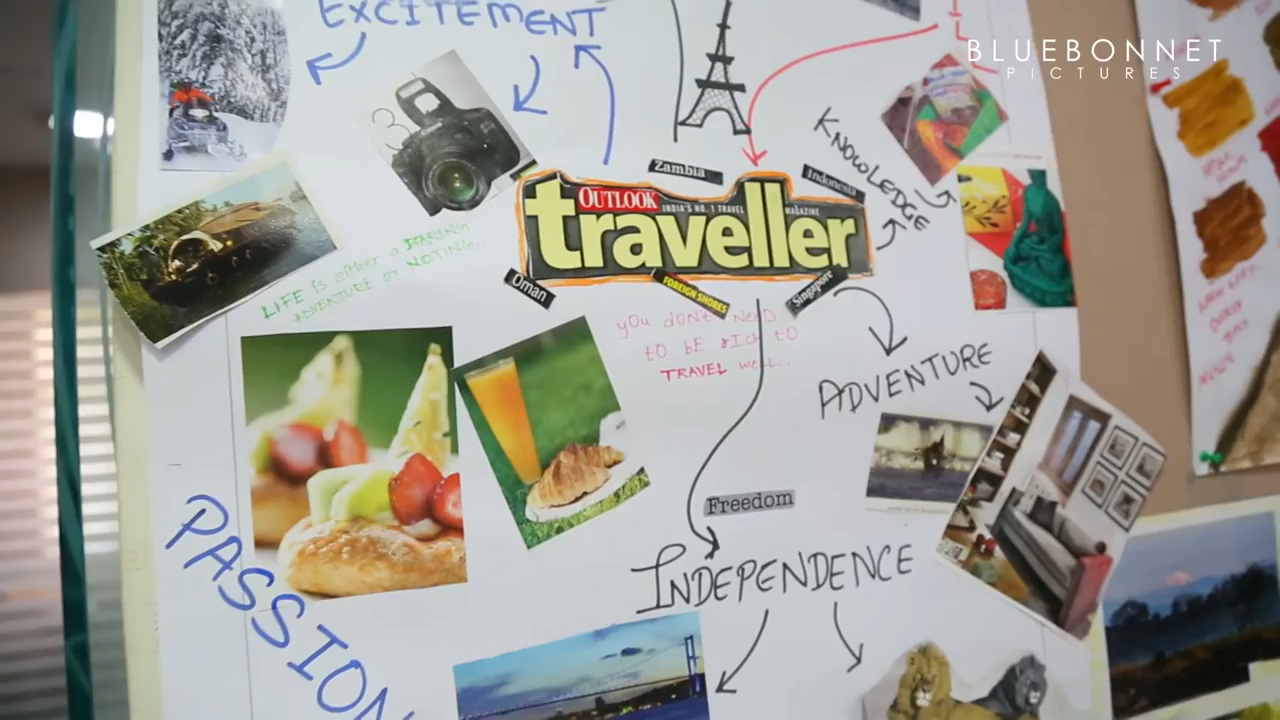 EXCITEMENT
BLUEBONNET
PICTURES
KNOWLEDGE
Zambia
Indonesia
OUTLOOK
INDIA'S NO. 1 TRAVEL MAGAZINE
traveller
Oman
FOREIGN SHORES
Singapore
LIFE is either a DARING
ADVENTURE or NOTING...
yOu dON'T NeeD
tO bE rICH tO
TRAVEL well...
ADVENTURE
Freedom
INDEPENDENCE
PASSION